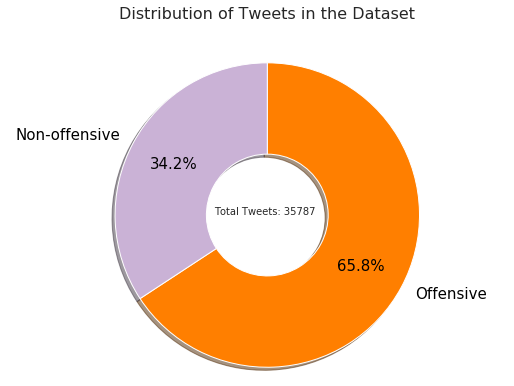 Distribution of Tweets in the Dataset
Non-offensive
34.2%
Total Tweets: 35787
65.8%
Offensive